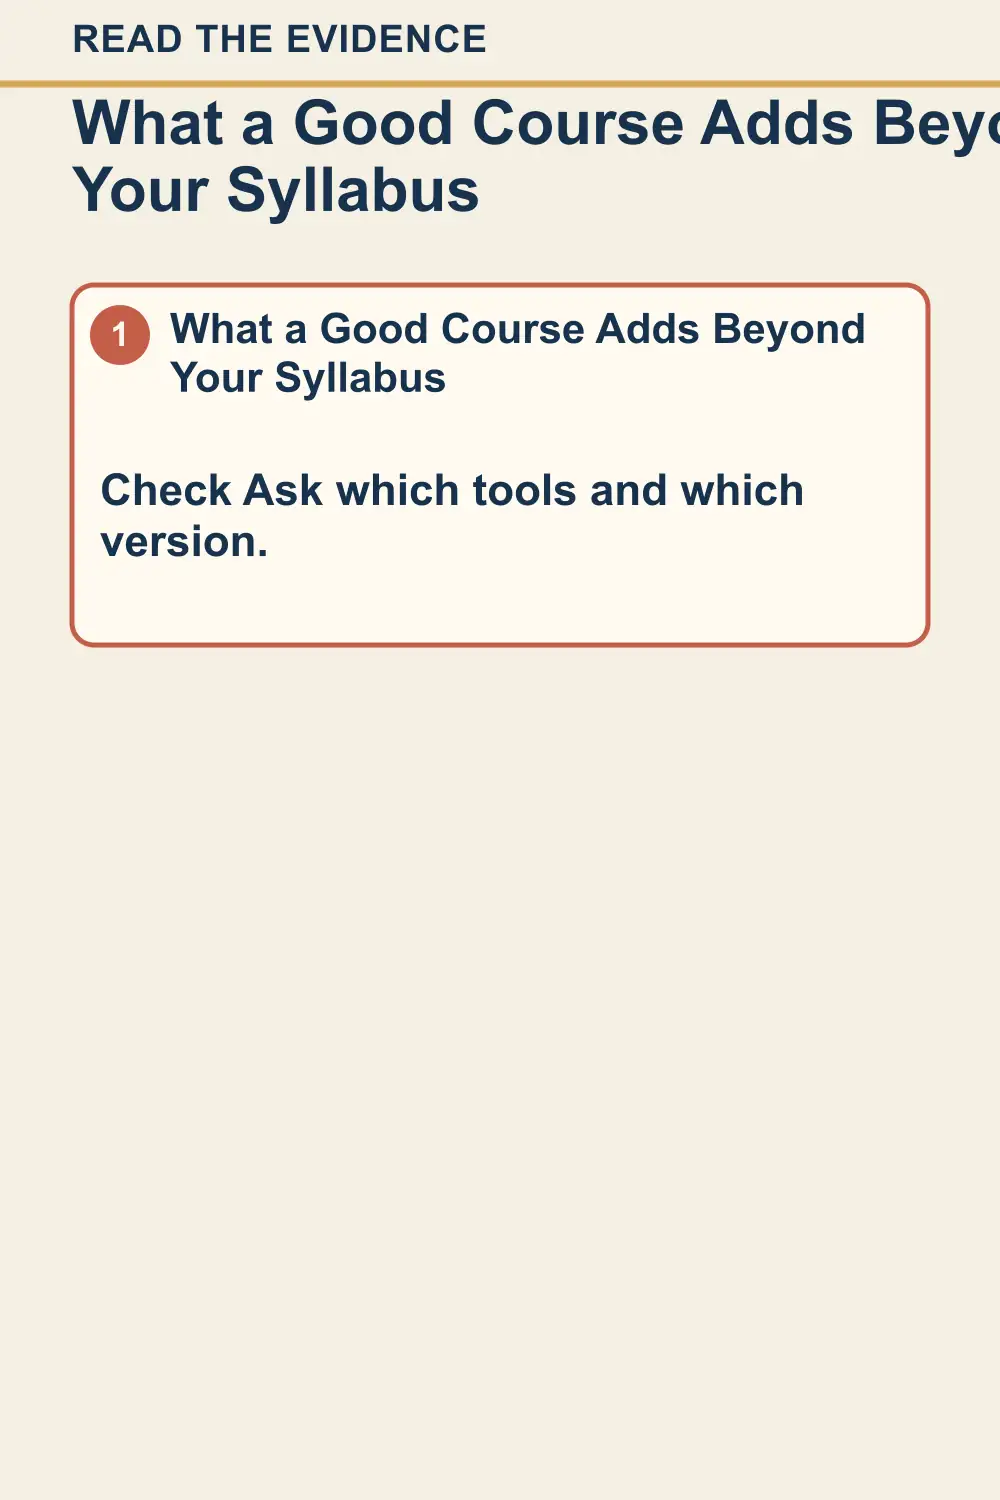 READ THE EVIDENCE
What a Good Course Adds Beyo
Your Syllabus
1
What a Good Course Adds Beyond
Your Syllabus
Check Ask which tools and which
version.